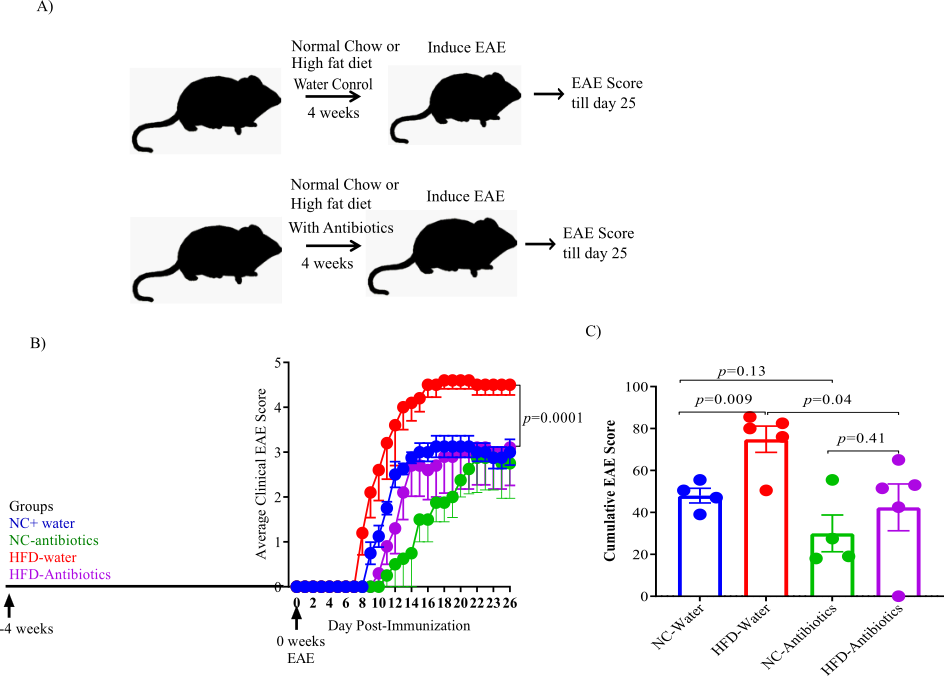 A)
Normal Chow or
High fat diet
Water Conrol
4 weeks
Induce EAE
EAE Score
till day 25
Normal Chow or
High fat diet
With Antibiotics
4 weeks
Induce EAE
EAE Score
till day 25
B)
Groups
NC+ water
NC-antibiotics
HFD-water
HFD-Antibiotics
-4 weeks
Average Clinical EAE Score
5
4
3
2
1
0
0 2 4 6 8 10 12 14 16 18 20 22 23 24 26
Day Post-Immunization
0 weeks
EAE
p=0.0001
C)
Cumulative EAE Score
100
80
60
40
20
0
p=0.13
p=0.009
p=0.04
p=0.41
NC-Water
HFD-Water
NC-Antibiotics
HFD-Antibiotics